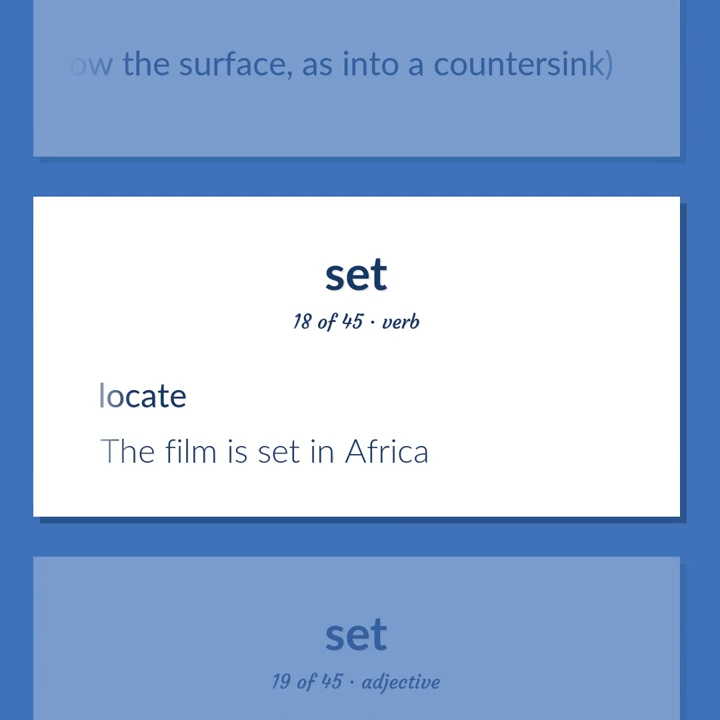 ow the surface, as into a countersink)
set
18 of 45 · verb
locate
The film is set in Africa
set
19 of 45 · adjective